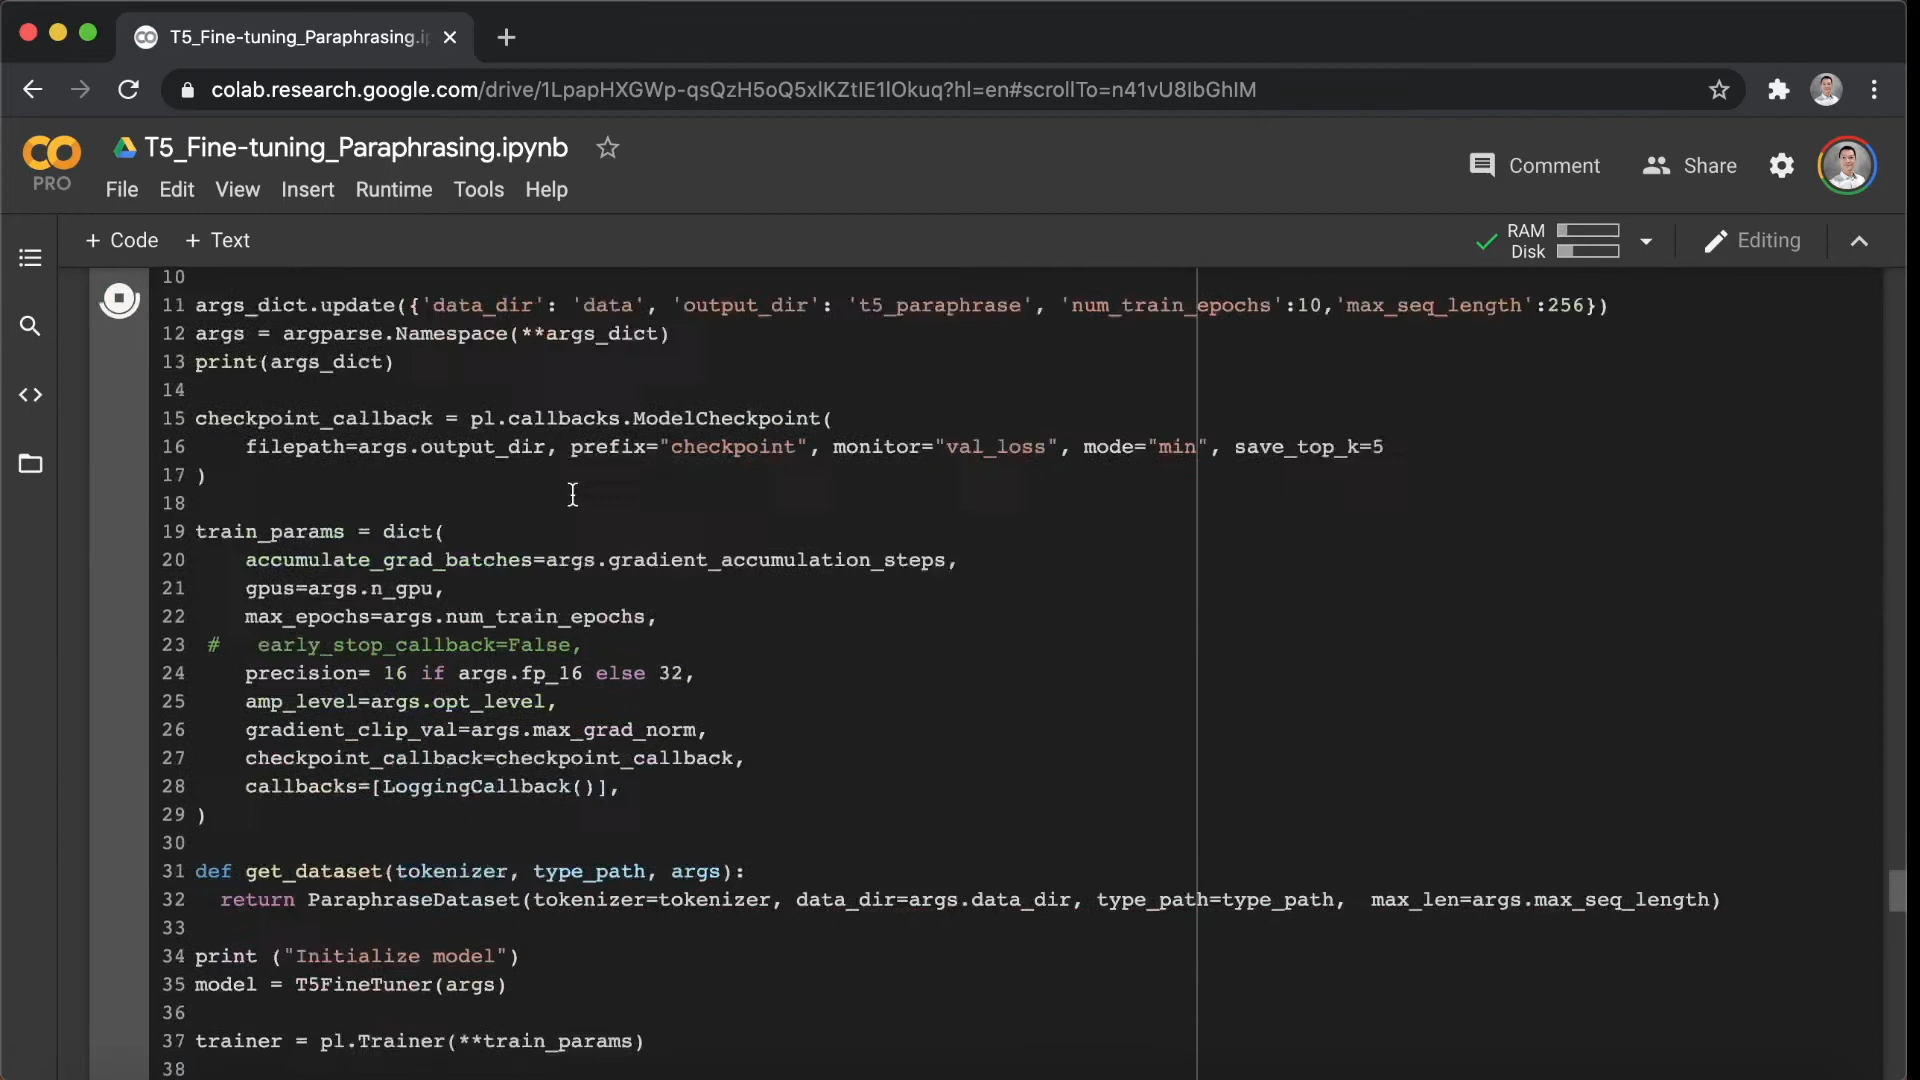 T5_Fine-tuning_Paraphrasing.i
colab.research.google.com/drive/1LpapHXGWp-qsQzH5oQ5xlKZtIE1lOkuq?hl=en#scrollTo=n41vU8IbGhIM
CO
PRO
T5_Fine-tuning_Paraphrasing.ipynb
File Edit View Insert Runtime Tools Help
Comment Share
+ Code + Text
RAM
Disk
Editing
10
11 args_dict.update({'data_dir': 'data', 'output_dir': 't5_paraphrase', 'num_train_epochs':10,'max_seq_length':256})
12 args = argparse.Namespace(**args_dict)
13 print(args_dict)
14
15 checkpoint_callback = pl.callbacks.ModelCheckpoint(
16     filepath=args.output_dir, prefix="checkpoint", monitor="val_loss", mode="min", save_top_k=5
17 )
18
19 train_params = dict(
20     accumulate_grad_batches=args.gradient_accumulation_steps,
21     gpus=args.n_gpu,
22     max_epochs=args.num_train_epochs,
23  #   early_stop_callback=False,
24     precision= 16 if args.fp_16 else 32,
25     amp_level=args.opt_level,
26     gradient_clip_val=args.max_grad_norm,
27     checkpoint_callback=checkpoint_callback,
28     callbacks=[LoggingCallback()],
29 )
30
31 def get_dataset(tokenizer, type_path, args):
32   return ParaphraseDataset(tokenizer=tokenizer, data_dir=args.data_dir, type_path=type_path,  max_len=args.max_seq_length)
33
34 print ("Initialize model")
35 model = T5FineTuner(args)
36
37 trainer = pl.Trainer(**train_params)
38